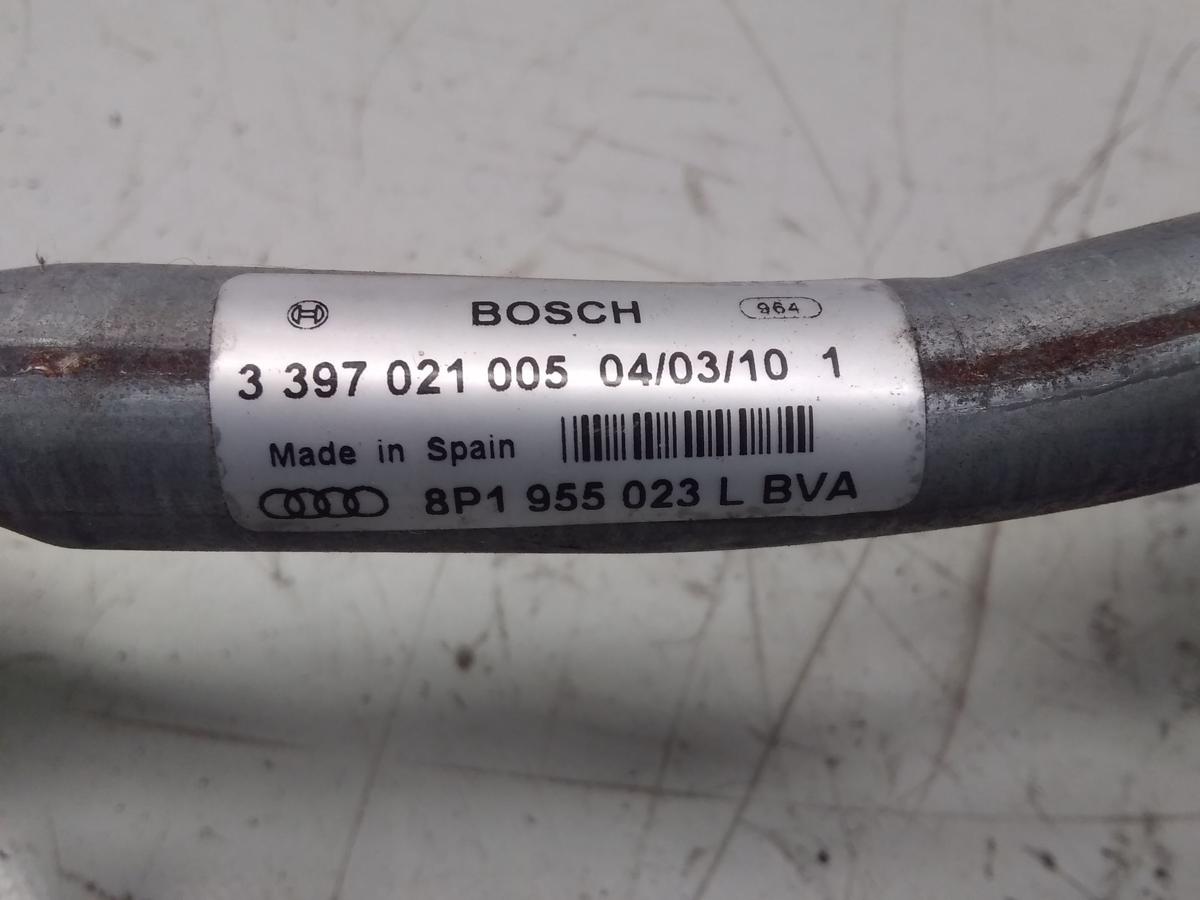 BOSCH 964
3 397 021 005 04/03/10 1
Made in Spain
8P1 955 023 L BVA